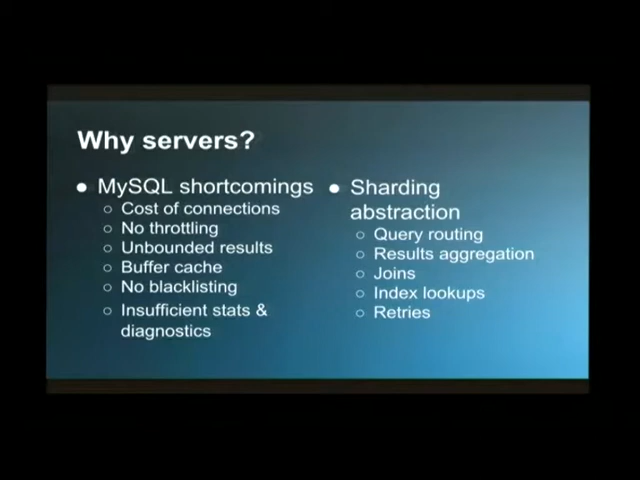 Why servers?
● MySQL shortcomings
○ Cost of connections
○ No throttling
○ Unbounded results
○ Buffer cache
○ No blacklisting
○ Insufficient stats &
diagnostics
● Sharding
abstraction
○ Query routing
○ Results aggregation
○ Joins
○ Index lookups
○ Retries